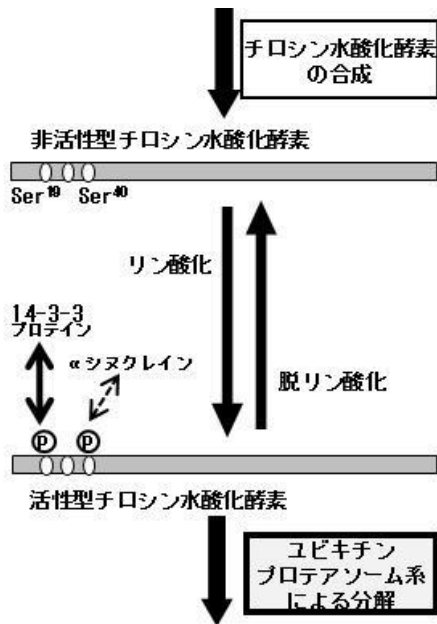 チロシン水酸化酵素
の合成
非活性型チロシン水酸化酵素
Ser¹⁹ Ser⁴⁰
リン酸化
14-3-3
プロテイン
αシヌクレイン
脱リン酸化
P P
活性型チロシン水酸化酵素
ユビキチン
プロテアソーム系
による分解